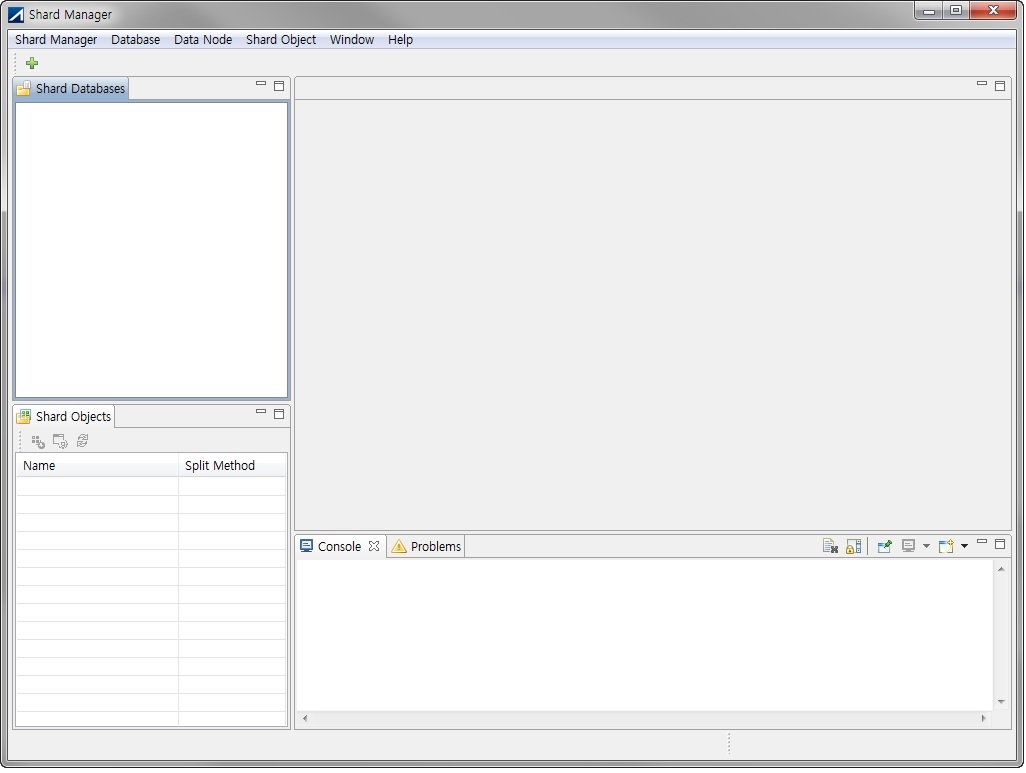 Shard Manager
Shard Manager Database Data Node Shard Object Window Help
Shard Databases
Shard Objects
Name Split Method
Console Problems